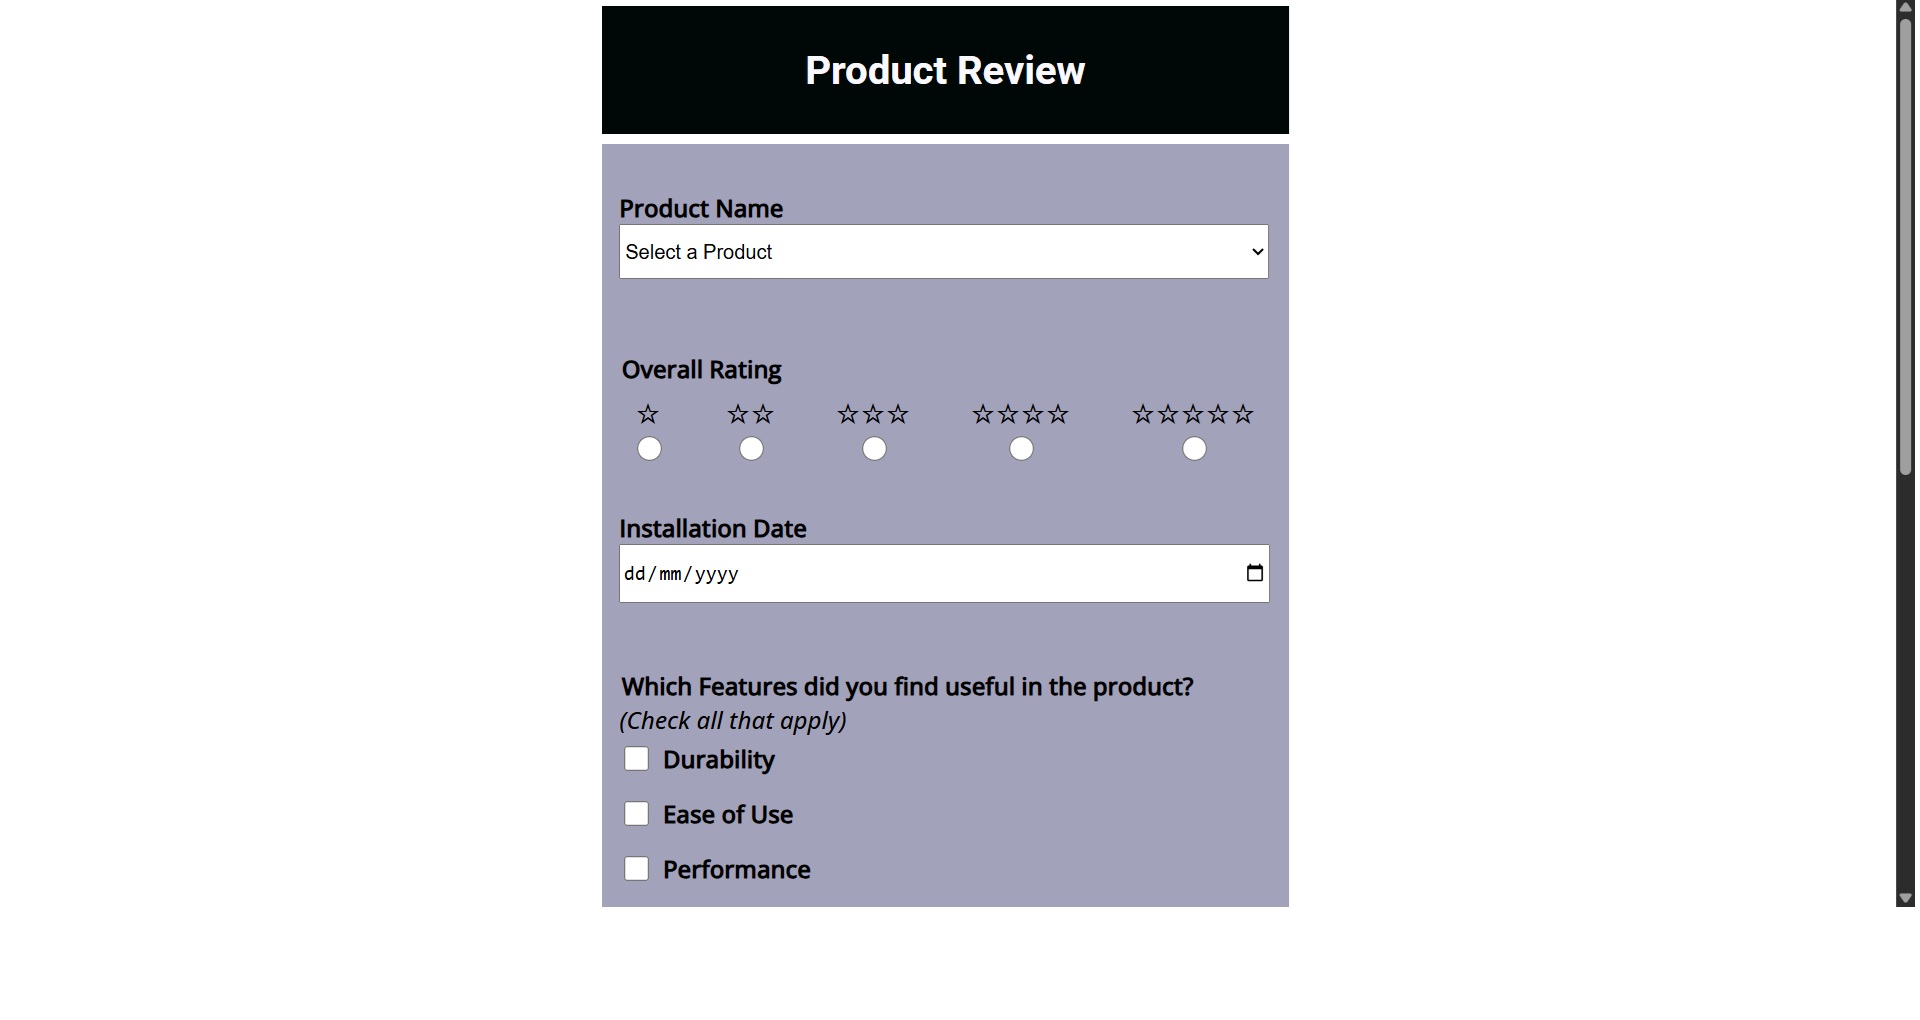 Product Review
Product Name
Select a Product
Overall Rating
☆ ☆☆ ☆☆☆ ☆☆☆☆ ☆☆☆☆☆
Installation Date
dd/mm/yyyy
Which Features did you find useful in the product?
(Check all that apply)
Durability
Ease of Use
Performance